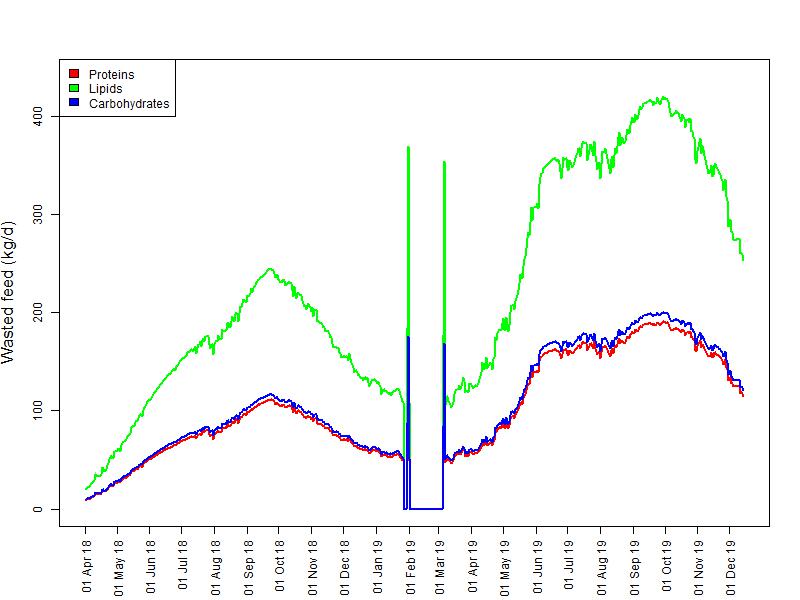 Proteins
Lipids
Carbohydrates
Wasted feed (kg/d)
400
300
200
100
0
01 Apr 18
01 May 18
01 Jun 18
01 Jul 18
01 Aug 18
01 Sep 18
01 Oct 18
01 Nov 18
01 Dec 18
01 Jan 19
01 Feb 19
01 Mar 19
01 Apr 19
01 May 19
01 Jun 19
01 Jul 19
01 Aug 19
01 Sep 19
01 Oct 19
01 Nov 19
01 Dec 19